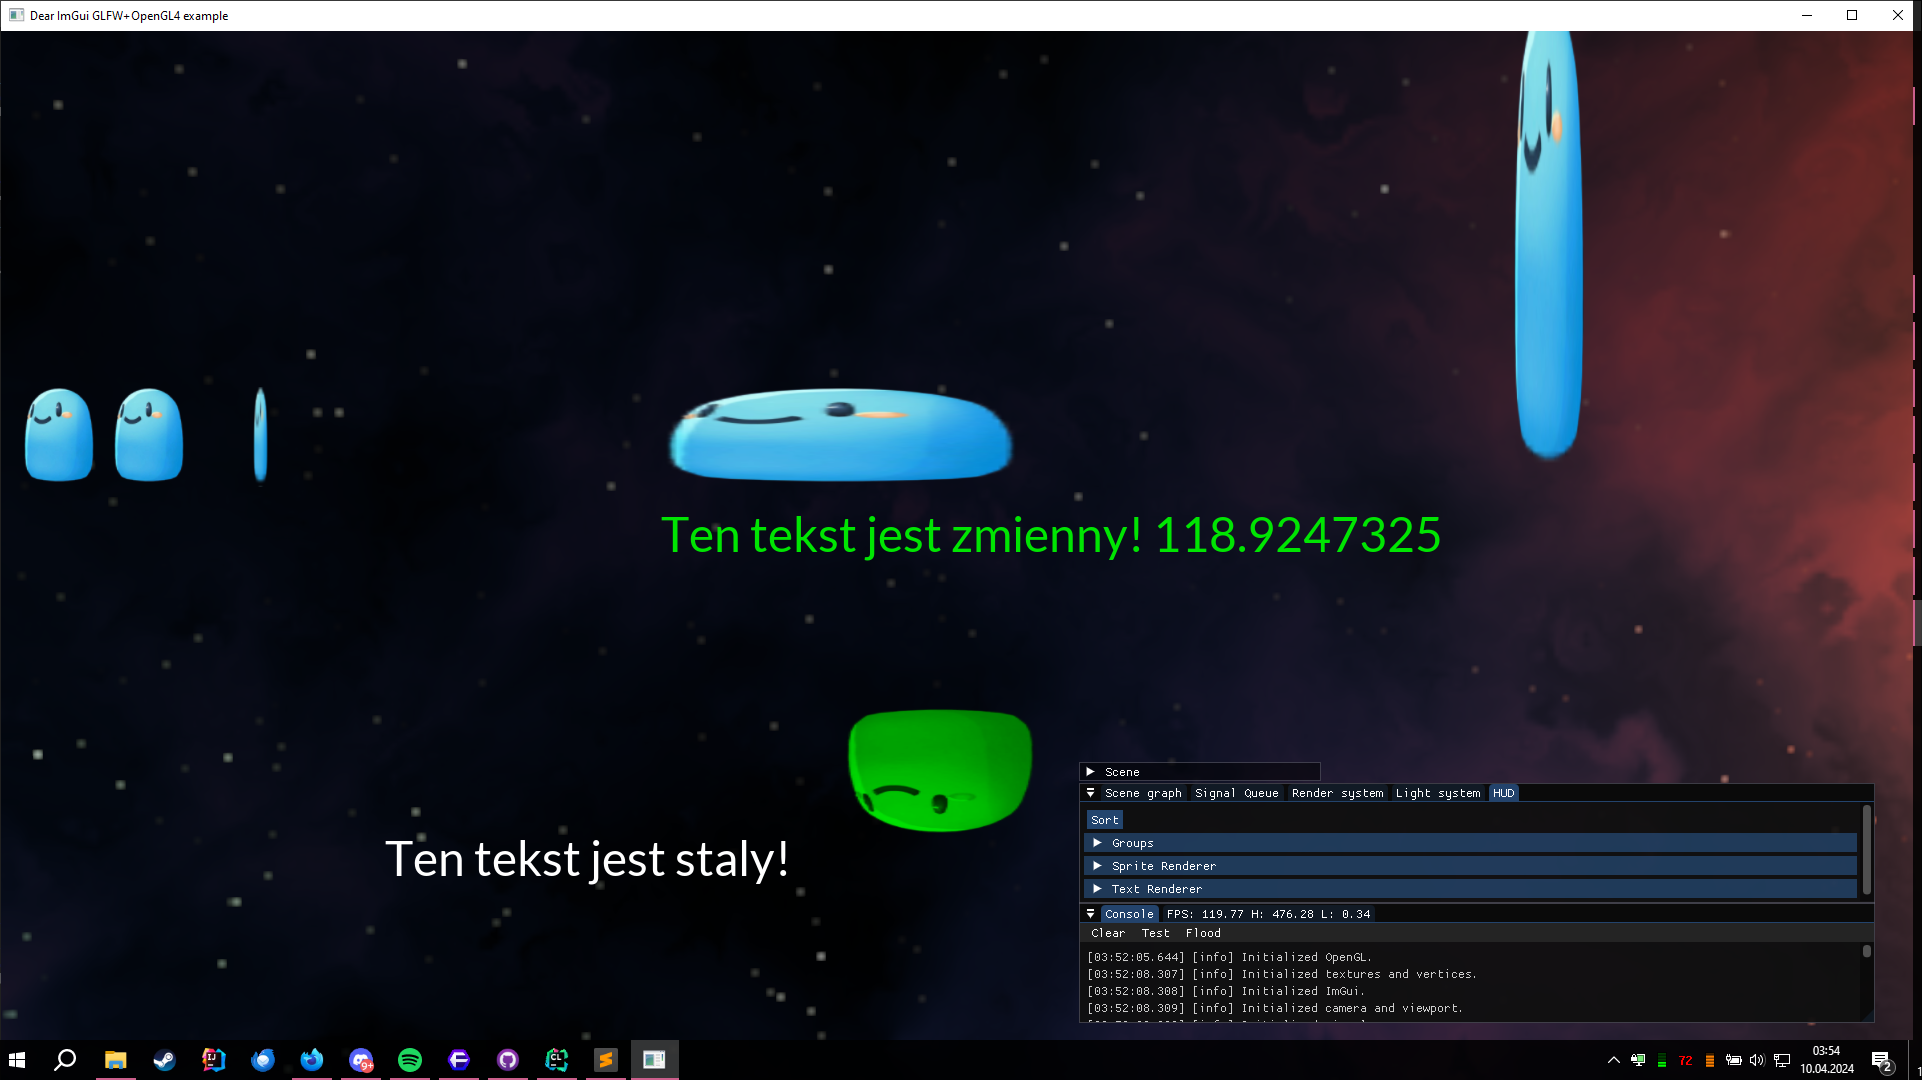 Dear ImGui GLFW+OpenGL4 example
Ten tekst jest zmienny! 118.9247325
Ten tekst jest staly!
Scene
Scene graph Signal Queue Render system Light system HUD
Sort
Groups
Sprite Renderer
Text Renderer
Console FPS: 119.77 H: 476.28 L: 0.34
Clear Test Flood
[03:52:05.644] [info] Initialized OpenGL.
[03:52:08.307] [info] Initialized textures and vertices.
[03:52:08.308] [info] Initialized ImGui.
[03:52:08.309] [info] Initialized camera and viewport.
9+
72
03:54
10.04.2024
2